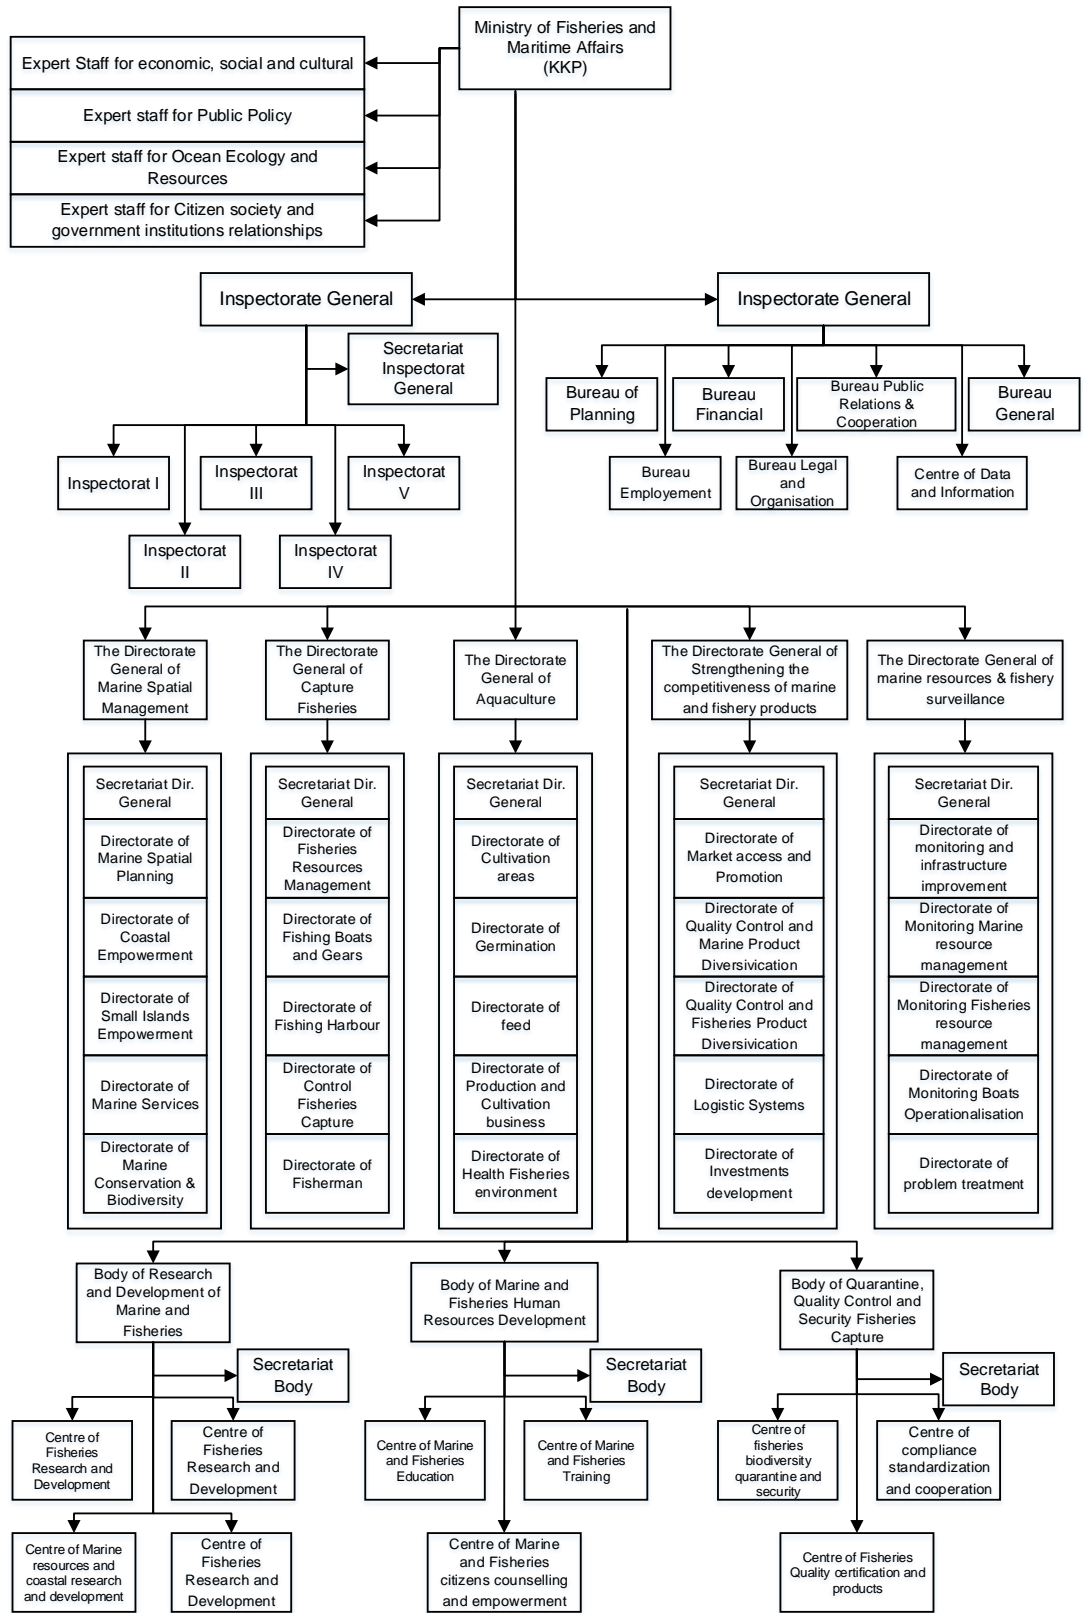 Ministry of Fisheries and
Maritime Affairs
(KKP)
Expert Staff for economic, social and cultural
Expert staff for Public Policy
Expert staff for Ocean Ecology and
Resources
Expert staff for Citizen society and
government institutions relationships
Inspectorate General
Inspectorate General
Secretariat
Inspectorat
General
Inspectorat I
Inspectorat
III
Inspectorat
V
Inspectorat
II
Inspectorat
IV
Bureau of
Planning
Bureau
Financial
Bureau Public
Relations &
Cooperation
Bureau
General
Bureau
Employement
Bureau Legal
and
Organisation
Centre of Data
and Information
The Directorate
General of
Marine Spatial
Management
The Directorate
General of
Capture
Fisheries
The Directorate
General of
Aquaculture
The Directorate General of
Strengthening the
competitiveness of marine
and fishery products
The Directorate General of
marine resources & fishery
surveillance
Secretariat Dir.
General
Directorate of
Marine Spatial
Planning
Directorate of
Coastal
Empowerment
Directorate of
Small Islands
Empowerment
Directorate of
Marine Services
Directorate of
Marine
Conservation &
Biodiversity
Secretariat Dir.
General
Directorate of
Fisheries
Resources
Management
Directorate of
Fishing Boats
and Gears
Directorate of
Fishing Harbour
Directorate of
Control
Fisheries
Capture
Directorate of
Fisherman
Secretariat Dir.
General
Directorate of
Cultivation
areas
Directorate of
Germination
Directorate of
feed
Directorate of
Production and
Cultivation
business
Directorate of
Health Fisheries
environment
Secretariat Dir.
General
Directorate of
Market access and
Promotion
Directorate of
Quality Control and
Marine Product
Diversivication
Directorate of
Quality Control and
Fisheries Product
Diversivication
Directorate of
Logistic Systems
Directorate of
Investments
development
Secretariat Dir.
General
Directorate of
monitoring and
infrastructure
improvement
Directorate of
Monitoring Marine
resource
management
Directorate of
Monitoring Fisheries
resource
management
Directorate of
Monitoring Boats
Operationalisation
Directorate of
problem treatment
Body of Research
and Development of
Marine and
Fisheries
Secretariat
Body
Centre of
Fisheries
Research and
Development
Centre of
Fisheries
Research and
Development
Centre of Marine
resources and
coastal research
and development
Centre of
Fisheries
Research and
Development
Body of Marine and
Fisheries Human
Resources Development
Secretariat
Body
Centre of Marine
and Fisheries
Education
Centre of Marine
and Fisheries
Training
Centre of Marine
and Fisheries
citizens counselling
and empowerment
Body of Quarantine,
Quality Control and
Security Fisheries
Capture
Secretariat
Body
Centre of
fisheries
biodiversity
quarantine and
security
Centre of
compliance
standardization
and cooperation
Centre of Fisheries
Quality certification and
products